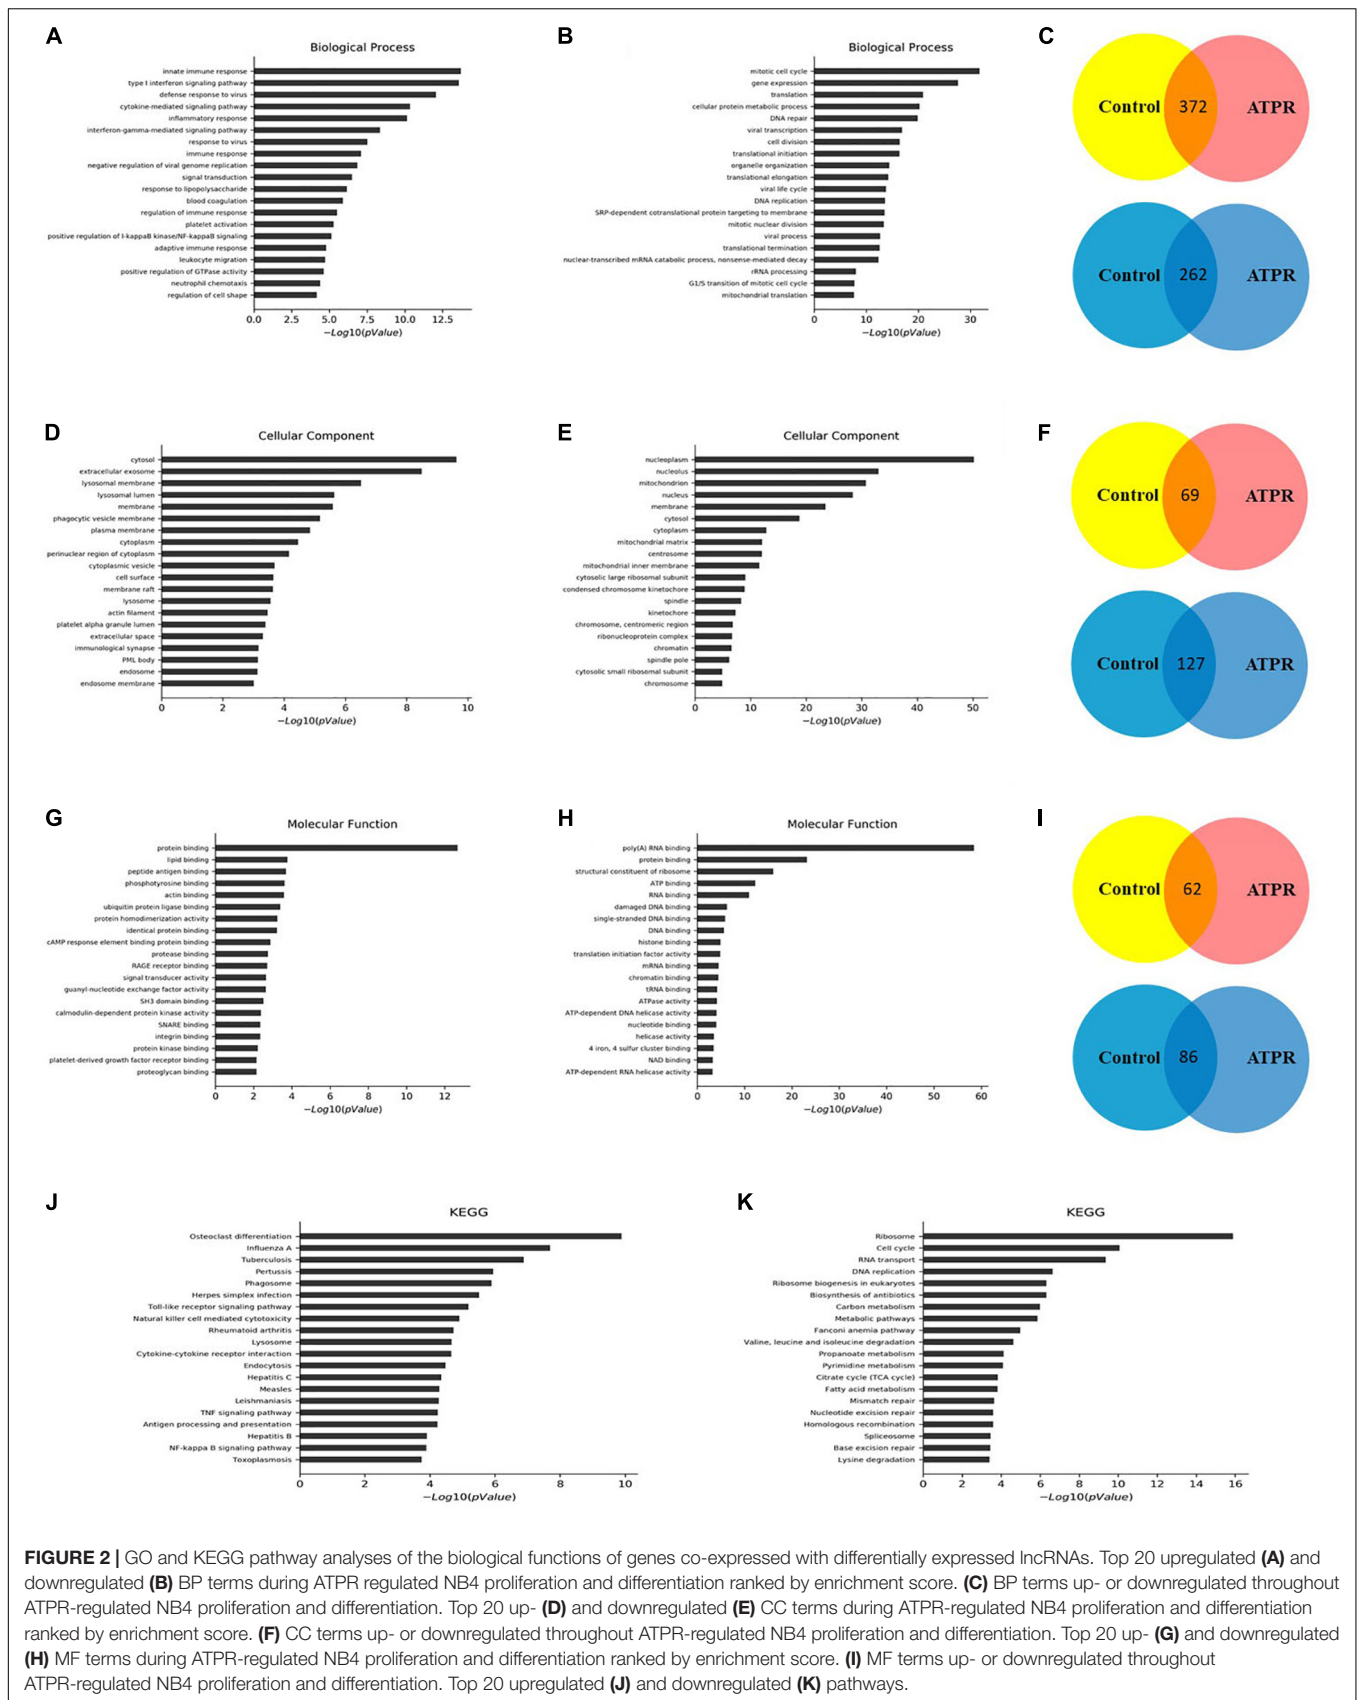 A
Biological Process
innate immune response
type I interferon signaling pathway
defense response to virus
cytokine-mediated signaling pathway
inflammatory response
interferon-gamma-mediated signaling pathway
response to virus
immune response
negative regulation of viral genome replication
signal transduction
response to lipopolysaccharide
blood coagulation
regulation of immune response
platelet activation
positive regulation of I-kappaB kinase/NF-kappaB signaling
adaptive immune response
leukocyte migration
positive regulation of GTPase activity
neutrophil chemotaxis
regulation of cell shape
0.0 2.5 5.0 7.5 10.0 12.5
−Log10(pValue)
B
Biological Process
mitotic cell cycle
gene expression
translation
cellular protein metabolic process
DNA repair
viral transcription
cell division
translational initiation
organelle organization
translational elongation
viral life cycle
DNA replication
SRP-dependent cotranslational protein targeting to membrane
mitotic nuclear division
viral process
translational termination
nuclear-transcribed mRNA catabolic process, nonsense-mediated decay
rRNA processing
G1/S transition of mitotic cell cycle
mitochondrial translation
0 10 20 30
−Log10(pValue)
C
Control 372 ATPR
Control 262 ATPR
D
Cellular Component
cytosol
extracellular exosome
lysosomal membrane
lysosomal lumen
membrane
phagocytic vesicle membrane
plasma membrane
cytoplasm
perinuclear region of cytoplasm
cytoplasmic vesicle
cell surface
membrane raft
lysosome
actin filament
platelet alpha granule lumen
extracellular space
immunological synapse
PML body
endosome
endosome membrane
0 2 4 6 8 10
−Log10(pValue)
E
Cellular Component
nucleoplasm
nucleolus
mitochondrion
nucleus
membrane
cytosol
cytoplasm
mitochondrial matrix
centrosome
mitochondrial inner membrane
cytosolic large ribosomal subunit
condensed chromosome kinetochore
spindle
kinetochore
chromosome, centromeric region
ribonucleoprotein complex
chromatin
spindle pole
cytosolic small ribosomal subunit
chromosome
0 10 20 30 40 50
−Log10(pValue)
F
Control 69 ATPR
Control 127 ATPR
G
Molecular Function
protein binding
lipid binding
peptide antigen binding
phosphotyrosine binding
actin binding
ubiquitin protein ligase binding
protein homodimerization activity
identical protein binding
cAMP response element binding protein binding
protease binding
RAGE receptor binding
signal transducer activity
guanyl-nucleotide exchange factor activity
SH3 domain binding
calmodulin-dependent protein kinase activity
SNARE binding
integrin binding
protein kinase binding
platelet-derived growth factor receptor binding
proteoglycan binding
0 2 4 6 8 10 12
−Log10(pValue)
H
Molecular Function
poly(A) RNA binding
protein binding
structural constituent of ribosome
ATP binding
RNA binding
damaged DNA binding
single-stranded DNA binding
DNA binding
histone binding
translation initiation factor activity
mRNA binding
chromatin binding
tRNA binding
ATPase activity
ATP-dependent DNA helicase activity
nucleotide binding
helicase activity
4 iron, 4 sulfur cluster binding
NAD binding
ATP-dependent RNA helicase activity
0 10 20 30 40 50 60
−Log10(pValue)
I
Control 62 ATPR
Control 86 ATPR
J
KEGG
Osteoclast differentiation
Influenza A
Tuberculosis
Pertussis
Phagosome
Herpes simplex infection
Toll-like receptor signaling pathway
Natural killer cell mediated cytotoxicity
Rheumatoid arthritis
Lysosome
Cytokine-cytokine receptor interaction
Endocytosis
Hepatitis C
Measles
Leishmaniasis
TNF signaling pathway
Antigen processing and presentation
Hepatitis B
NF-kappa B signaling pathway
Toxoplasmosis
0 2 4 6 8 10
−Log10(pValue)
K
KEGG
Ribosome
Cell cycle
RNA transport
DNA replication
Ribosome biogenesis in eukaryotes
Biosynthesis of antibiotics
Carbon metabolism
Metabolic pathways
Fanconi anemia pathway
Valine, leucine and isoleucine degradation
Propanoate metabolism
Pyrimidine metabolism
Citrate cycle (TCA cycle)
Fatty acid metabolism
Mismatch repair
Nucleotide excision repair
Homologous recombination
Spliceosome
Base excision repair
Lysine degradation
0 2 4 6 8 10 12 14 16
−Log10(pValue)
FIGURE 2 | GO and KEGG pathway analyses of the biological functions of genes co-expressed with differentially expressed lncRNAs. Top 20 upregulated (A) and
downregulated (B) BP terms during ATPR regulated NB4 proliferation and differentiation ranked by enrichment score. (C) BP terms up- or downregulated throughout
ATPR-regulated NB4 proliferation and differentiation. Top 20 up- (D) and downregulated (E) CC terms during ATPR-regulated NB4 proliferation and differentiation
ranked by enrichment score. (F) CC terms up- or downregulated throughout ATPR-regulated NB4 proliferation and differentiation. Top 20 up- (G) and downregulated
(H) MF terms during ATPR-regulated NB4 proliferation and differentiation ranked by enrichment score. (I) MF terms up- or downregulated throughout
ATPR-regulated NB4 proliferation and differentiation. Top 20 upregulated (J) and downregulated (K) pathways.